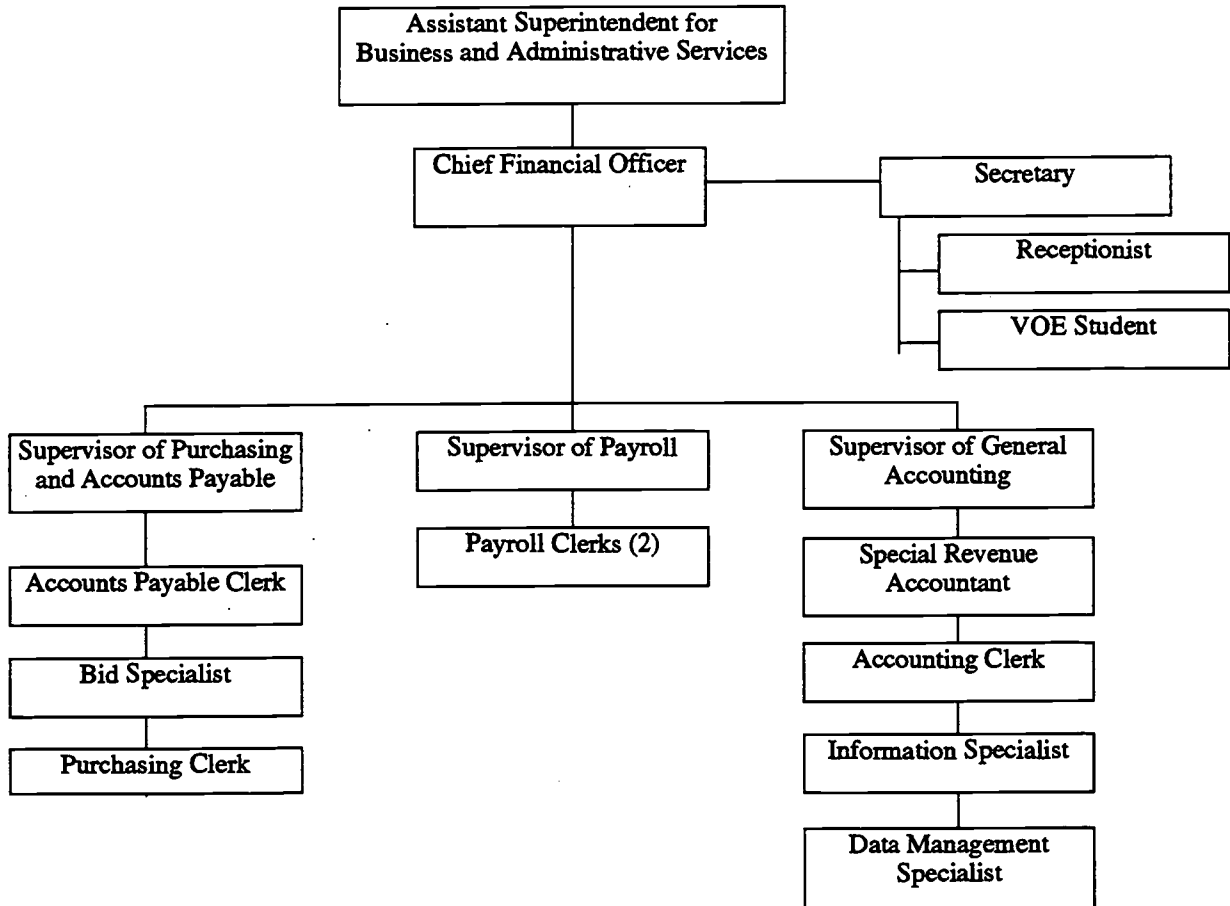 Assistant Superintendent for
Business and Administrative Services
Chief Financial Officer
Secretary
Receptionist
VOE Student
Supervisor of Purchasing
and Accounts Payable
Accounts Payable Clerk
Bid Specialist
Purchasing Clerk
Supervisor of Payroll
Payroll Clerks (2)
Supervisor of General
Accounting
Special Revenue
Accountant
Accounting Clerk
Information Specialist
Data Management
Specialist